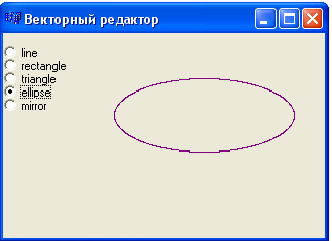 Векторный редактор
line
rectangle
triangle
ellipse
mirror